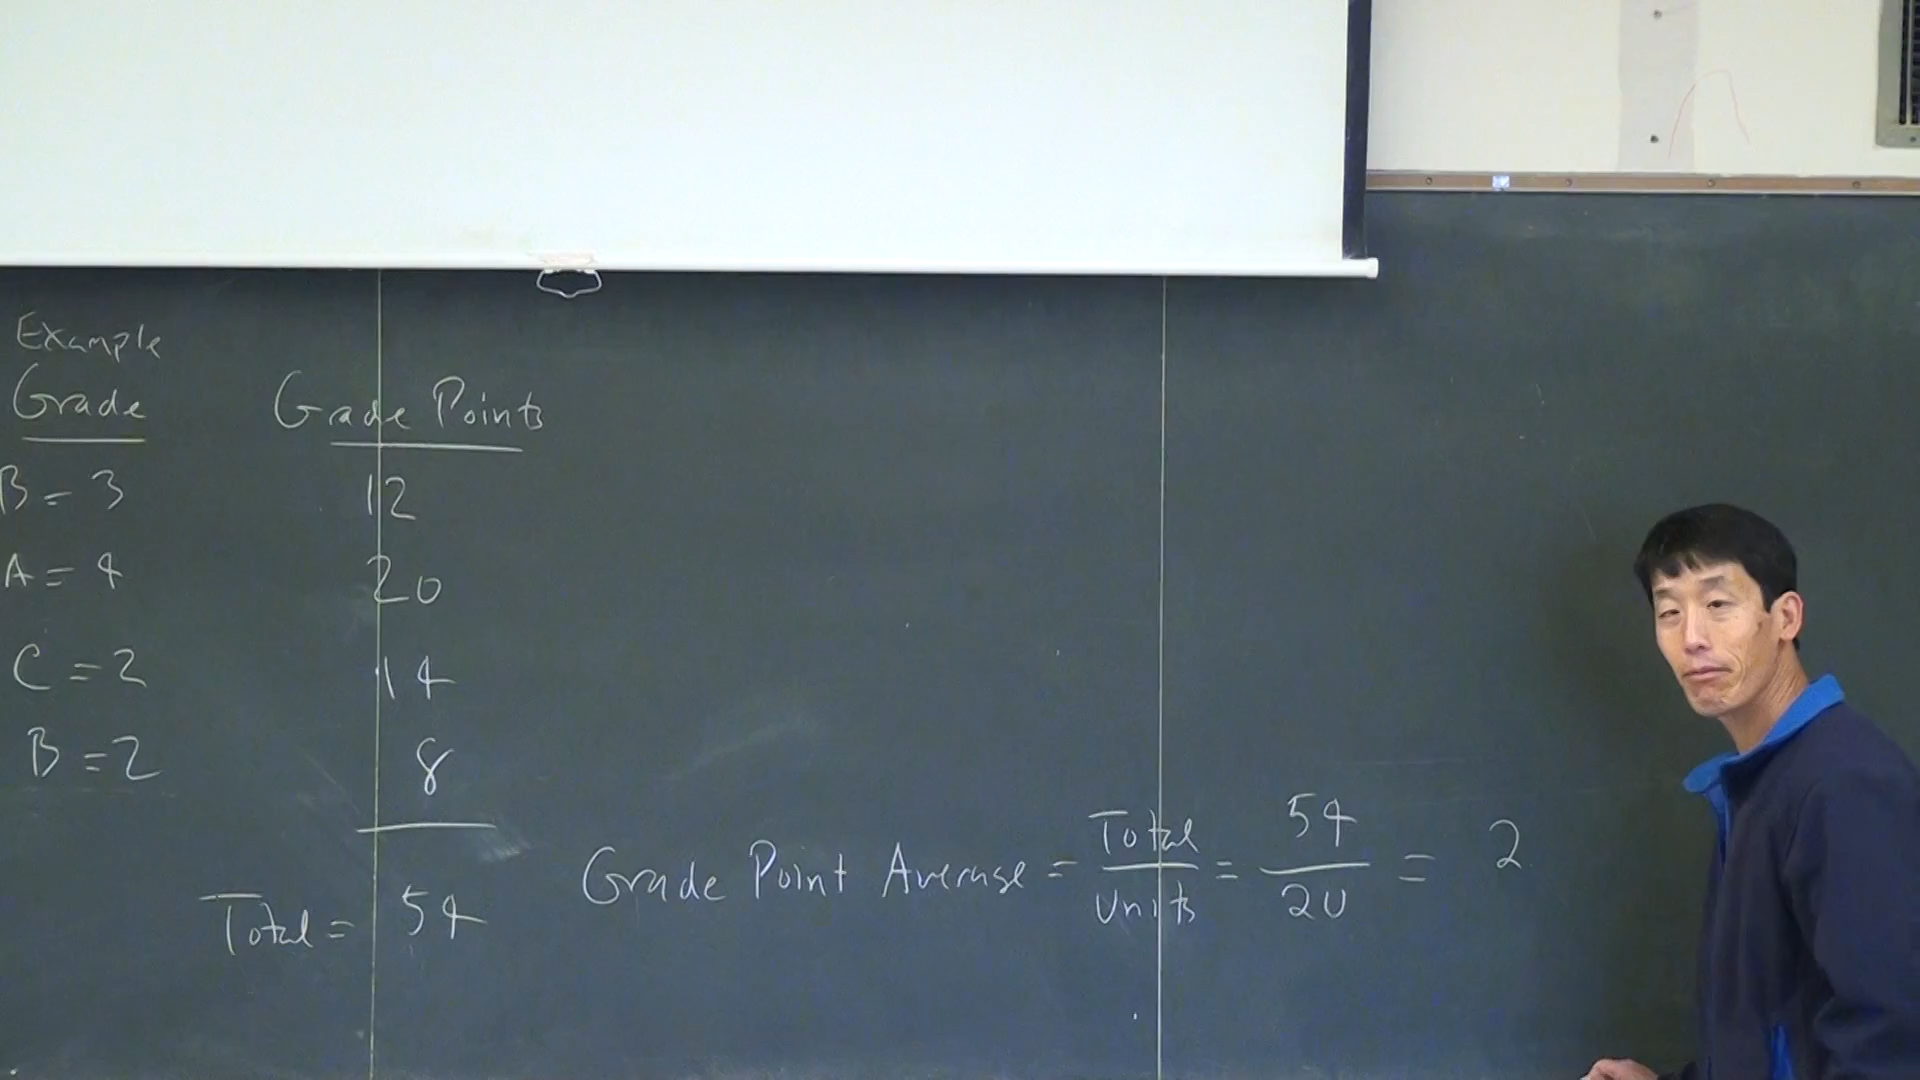 Example
Grade Grade Points
B = 3 12
A = 4 20
C = 2 14
B = 2 8
Total = 54
Grade Point Average = Total / Units = 54 / 20 = 2